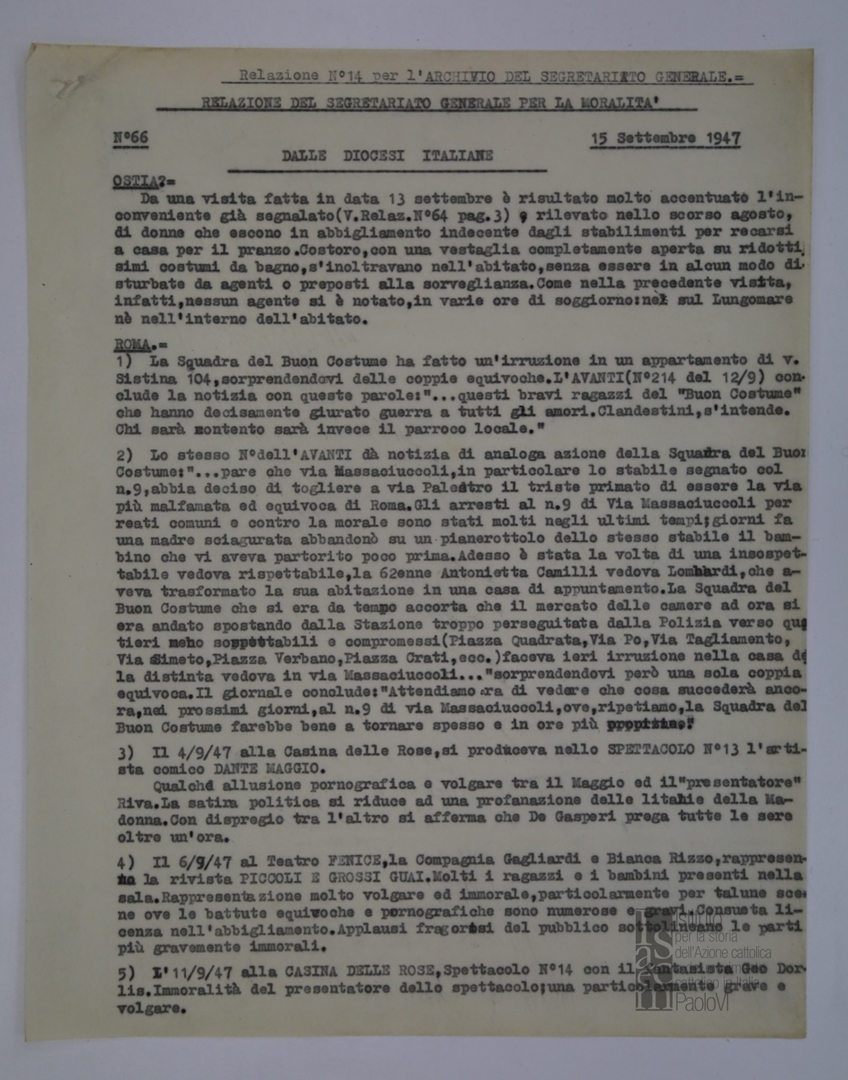 Relazione N°14 per l'ARCHIVIO DEL SEGRETARIATO GENERALE.=
RELAZIONE DEL SEGRETARIATO GENERALE PER LA MORALITA'
N°66
15 Settembre 1947
DALLE DIOCESI ITALIANE
OSTIA?=
Da una visita fatta in data 13 settembre è risultato molto accentuato l'in-
conveniente già segnalato(V.Relaz.N°64 pag.3) , rilevato nello scorso agosto,
di donne che escono in abbigliamento indecente dagli stabilimenti per recarsi
a casa per il pranzo.Costoro,con una vestaglia completamente aperta su ridotti
simi costumi da bagno,s'inoltravano nell'abitato,senza essere in alcun modo di-
sturbate da agenti o preposti alla sorveglianza.Come nella precedente visita,
infatti,nessun agente si è notato,in varie ore di soggiorno:nè sul Lungomare
nè nell'interno dell'abitato.
ROMA.=
1) La Squadra del Buon Costume ha fatto un'irruzione in un appartamento di v.
Sistina 104,sorprendendovi delle coppie equivoche.L'AVANTI(N°214 del 12/9) con-
clude la notizia con queste parole:"...questi bravi ragazzi del "Buon Costume"
che hanno decisamente giurato guerra a tutti gli amori.Clandestini,s'intende.
Chi sarà montento sarà invece il parroco locale."
2) Lo stesso N°dell'AVANTI dà notizia di analoga azione della Squadra del Buon
Costume:"...pare che via Massaciuccoli,in particolare lo stabile segnato col
n.9,abbia deciso di togliere a via Palestro il triste primato di essere la via
più malfamata ed equivoca di Roma.Gli arresti al n.9 di Via Massaciuccoli per
reati comuni e contro la morale sono stati molti negli ultimi tempi;giorni fa
una madre sciagurata abbandonò su un pianerottolo dello stesso stabile il bam-
bino che vi aveva partorito poco prima.Adesso è stata la volta di una insospet-
tabile vedova rispettabile,la 62enne Antonietta Camilli vedova Lombardi,che a-
veva trasformato la sua abitazione in una casa di appuntamento.La Squadra del
Buon Costume che si era da tempo accorta che il mercato delle camere ad ora si
era andato spostando dalla Stazione troppo perseguitata dalla Polizia verso qua
tieri meno sospettabili e compromessi(Piazza Quadrata,Via Po,Via Tagliamento,
Via Simeto,Piazza Verbano,Piazza Crati,ecc.)faceva ieri irruzione nella casa de
la distinta vedova in via Massaciuccoli..."sorprendendovi però una sola coppia
equivoca.Il giornale conclude:"Attendiamo ora di vedere che cosa succederà anco-
ra,nei prossimi giorni,al n.9 di via Massaciuccoli,ove,ripetiamo,la Squadra del
Buon Costume farebbe bene a tornare spesso e in ore più propizie."
3) Il 4/9/47 alla Casina delle Rose,si produceva nello SPETTACOLO N°13 l'arti-
sta comico DANTE MAGGIO.
Qualche allusione pornografica e volgare tra il Maggio ed il"presentatore"
Riva.La satira politica si riduce ad una profanazione delle litanie della Ma-
donna.Con dispregio tra l'altro si afferma che De Gasperi prega tutte le sere
oltre un'ora.
4) Il 6/9/47 al Teatro FENICE,la Compagnia Gagliardi e Bianca Rizzo,rappresen-
ta la rivista PICCOLI E GROSSI GUAI.Molti i ragazzi e i bambini presenti nella
sala.Rappresentazione molto volgare ed immorale,particolarmente per talune sce-
ne ove le battute equivoche e pornografiche sono numerose e gravi.Consueta li-
cenza nell'abbigliamento.Applausi fragorosi del pubblico sottolineano le parti
più gravemente immorali.
5) L'11/9/47 alla CASINA DELLE ROSE,Spettacolo N°14 con il fantasista Geo Dor-
lis.Immoralità del presentatore dello spettacolo;una particolarmente grave e
volgare.
Istituto
per la storia
dell'Azione cattolica
e del movimento
cattolico in Italia
Paolo VI